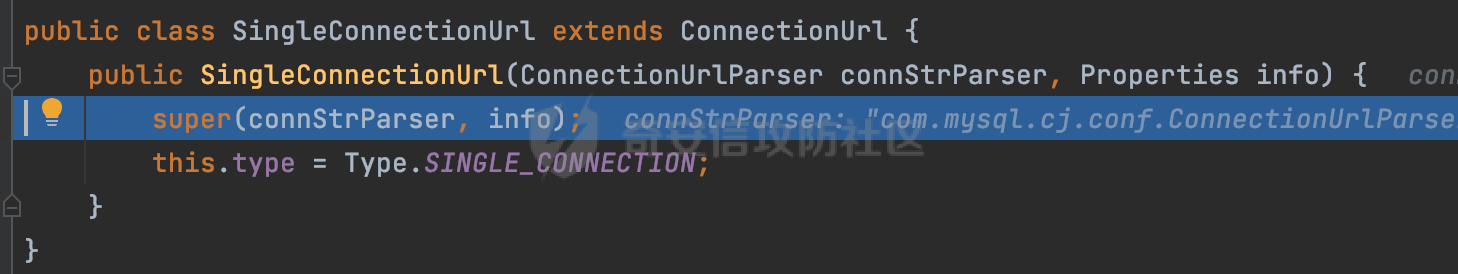 public class SingleConnectionUrl extends ConnectionUrl {
public SingleConnectionUrl(ConnectionUrlParser connStrParser, Properties info) {   con
super(connStrParser, info);   connStrParser: "com.mysql.cj.conf.ConnectionUrlParse
奇安信攻防社区
this.type = Type.SINGLE_CONNECTION;
}
}